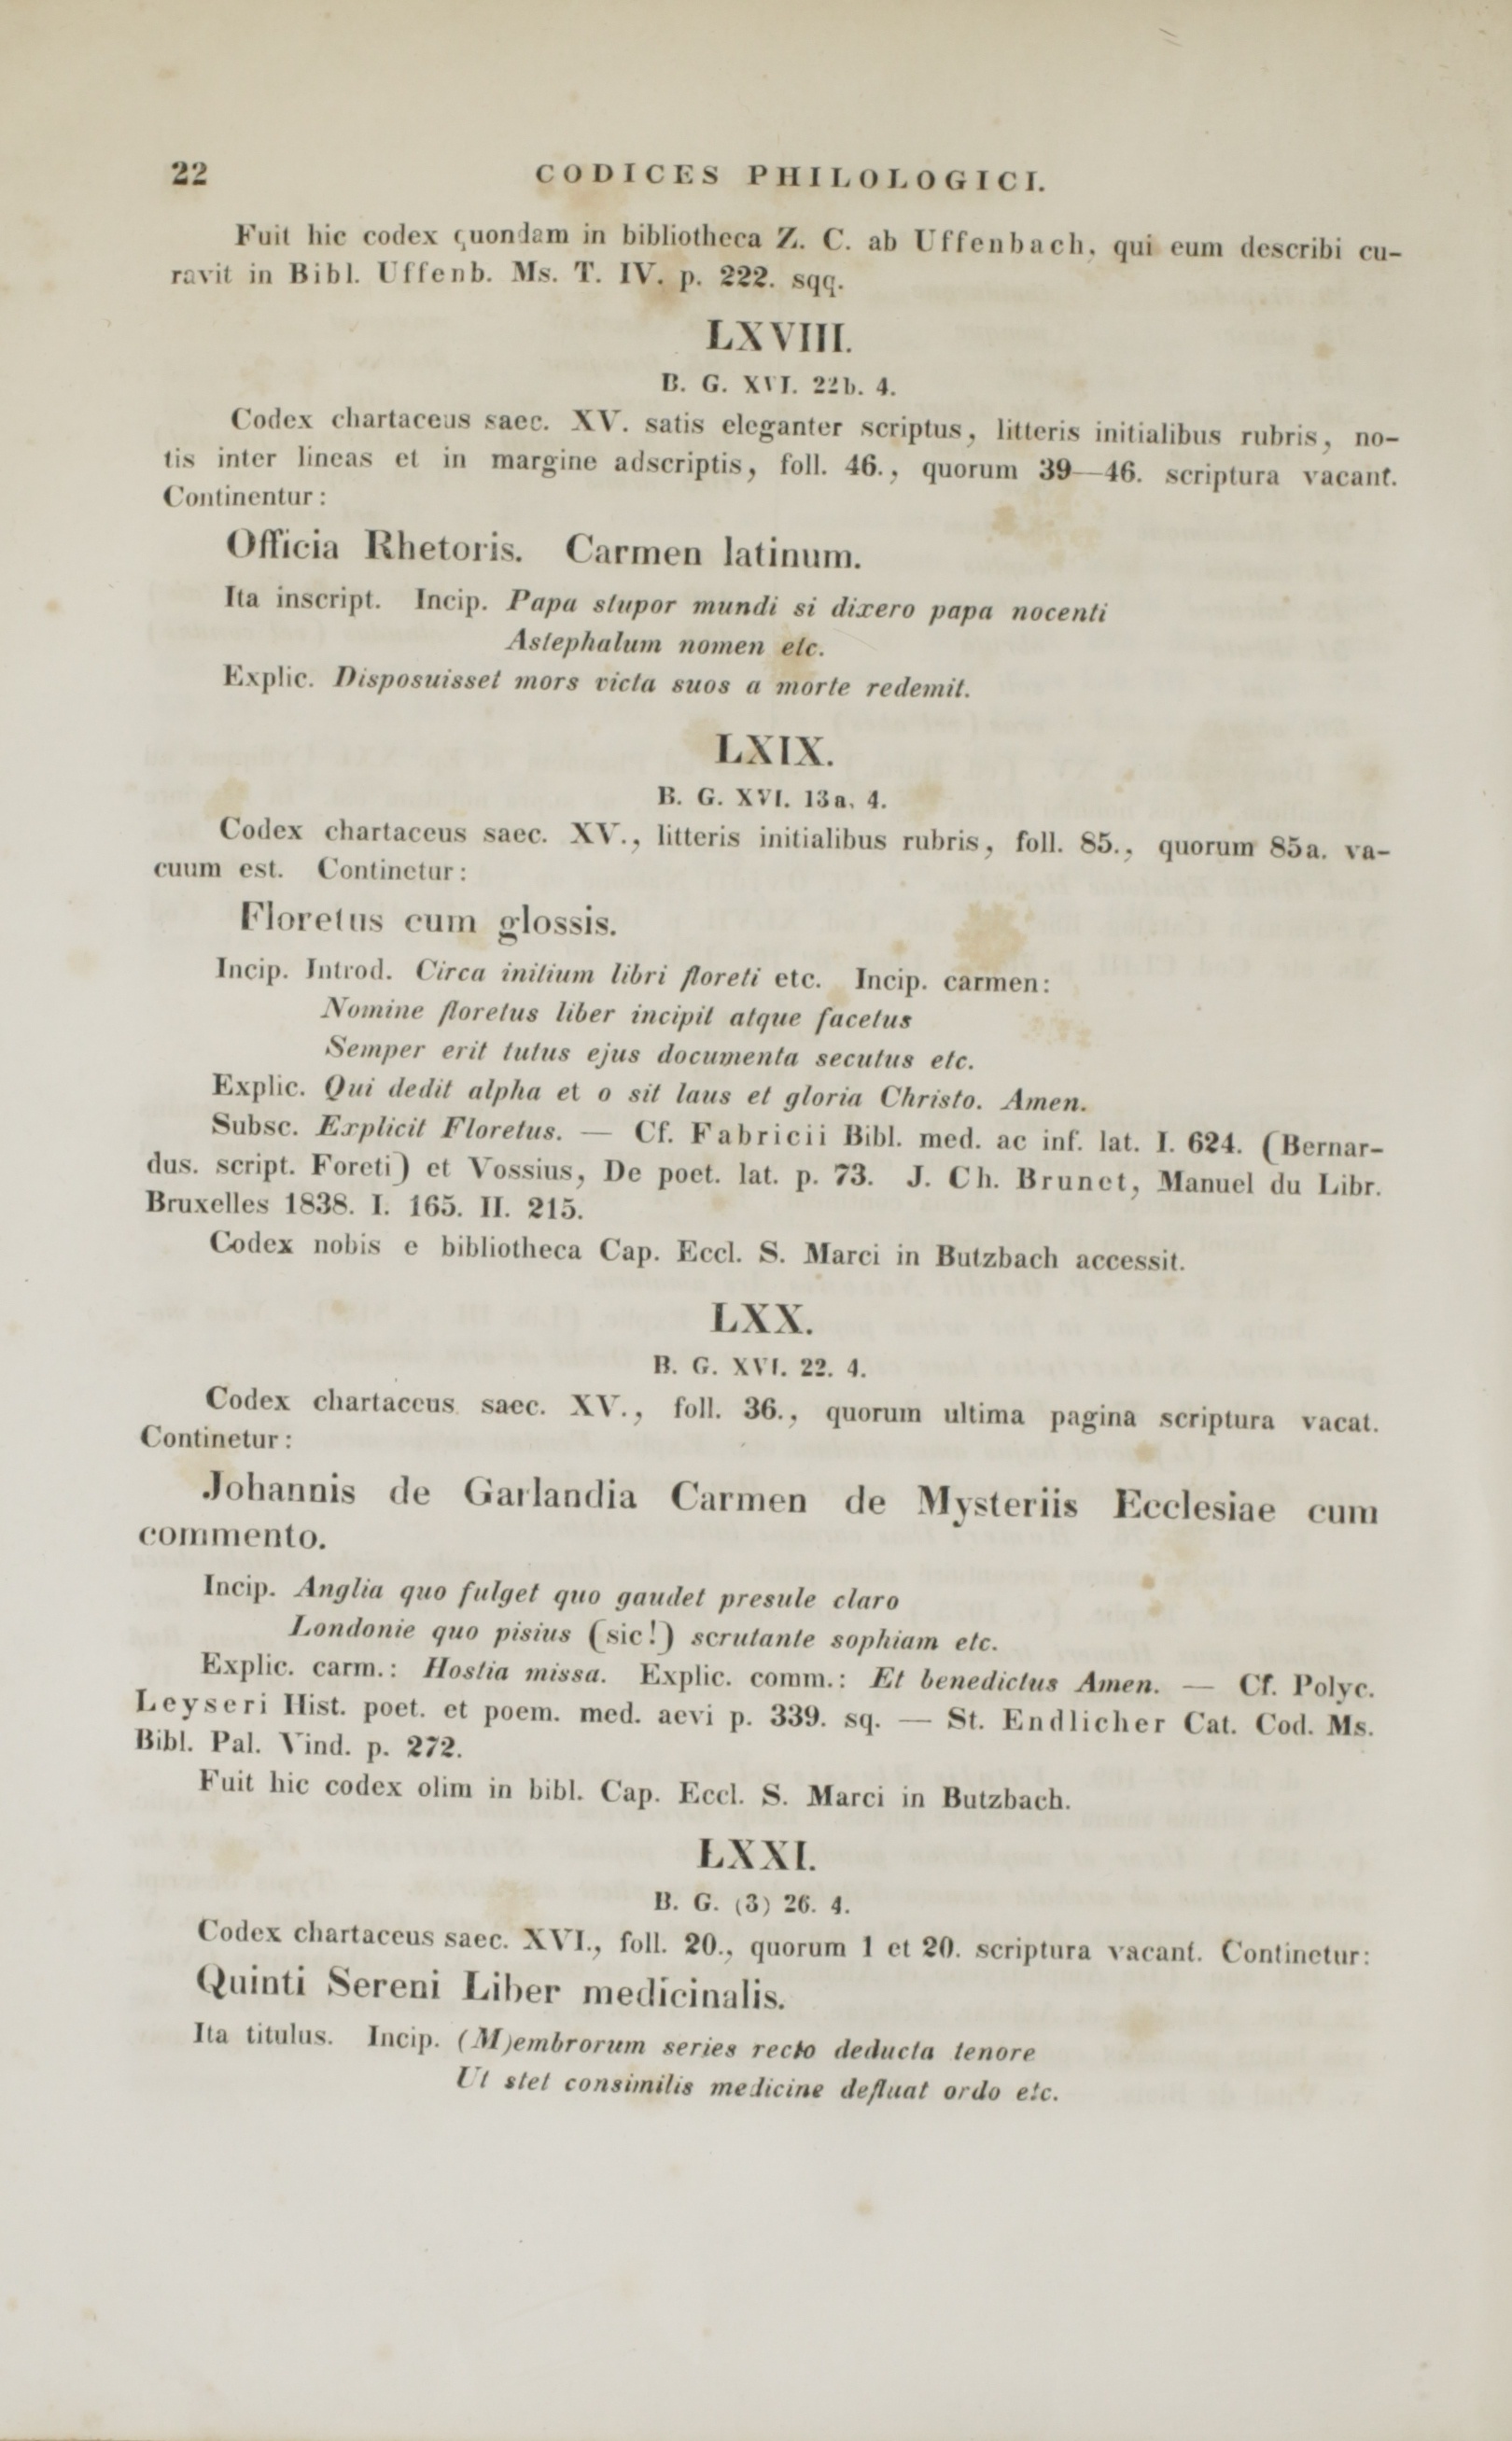 22 CODICES PHILOLOGICI.
Fuit hic codex quondam in bibliotheca Z. C. ab Uffenbach, qui eum describi cu-
ravit in Bibl. Uffenb. Ms. T. IV. p. 222. sqq.
LXVIII.
B. G. XVI. 22b. 4.
Codex chartaceus saec. XV. satis eleganter scriptus, litteris initialibus rubris, no-
tis inter lineas et in margine adscriptis, foll. 46., quorum 39—46. scriptura vacant.
Continentur:
Officia Rhetoris. Carmen latinum.
Ita inscript. Incip. Papa stupor mundi si dixero papa nocenti
Astephalum nomen etc.
Explic. Disposuisset mors victa suos a morte redemit.
LXIX.
B. G. XVI. 13a. 4.
Codex chartaceus saec. XV., litteris initialibus rubris, foll. 85., quorum 85a. va-
cuum est. Continetur:
Floretus cum glossis.
Incip. Introd. Circa initium libri floreti etc. Incip. carmen:
Nomine floretus liber incipit atque facetus
Semper erit tutus ejus documenta secutus etc.
Explic. Qui dedit alpha et o sit laus et gloria Christo. Amen.
Subsc. Explicit Floretus. — Cf. Fabricii Bibl. med. ac inf. lat. I. 624. (Bernar-
dus. script. Foreti) et Vossius, De poet. lat. p. 73. J. Ch. Brunet, Manuel du Libr.
Bruxelles 1838. I. 165. II. 215.
Codex nobis e bibliotheca Cap. Eccl. S. Marci in Butzbach accessit.
LXX.
B. G. XVI. 22. 4.
Codex chartaceus saec. XV., foll. 36., quorum ultima pagina scriptura vacat.
Continetur:
Johannis de Garlandia Carmen de Mysteriis Ecclesiae cum
commento.
Incip. Anglia quo fulget quo gaudet presule claro
Londonie quo pisius (sic!) scrutante sophiam etc.
Explic. carm.: Hostia missa. Explic. comm.: Et benedictus Amen. — Cf. Polyc.
Leyseri Hist. poet. et poem. med. aevi p. 339. sq. — St. Endlicher Cat. Cod. Ms.
Bibl. Pal. Vind. p. 272.
Fuit hic codex olim in bibl. Cap. Eccl. S. Marci in Butzbach.
LXXI.
B. G. (3) 26. 4.
Codex chartaceus saec. XVI., foll. 20., quorum 1 et 20. scriptura vacant. Continetur:
Quinti Sereni Liber medicinalis.
Ita titulus. Incip. (M)embrorum series recto deducta tenore
Ut stet consimilis medicine defluat ordo etc.